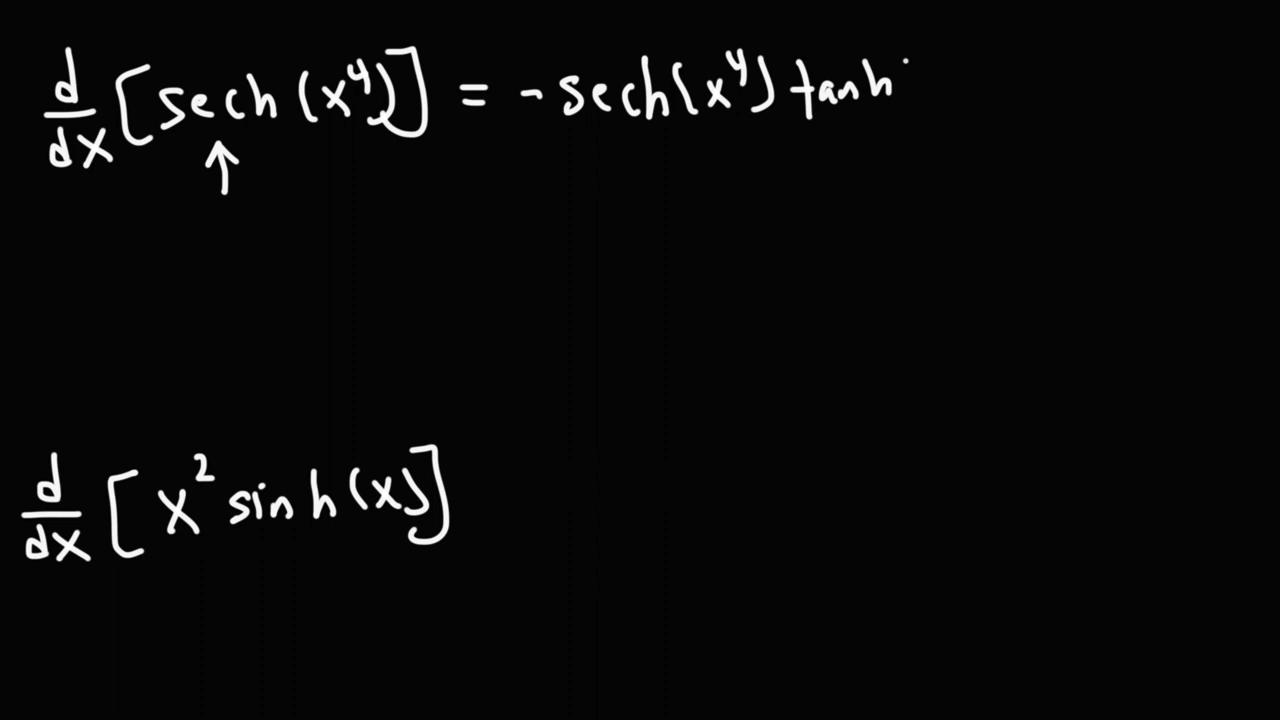 d/dx [sech (x⁴)] = - sech(x⁴) tanh
d/dx [x² sinh(x)]